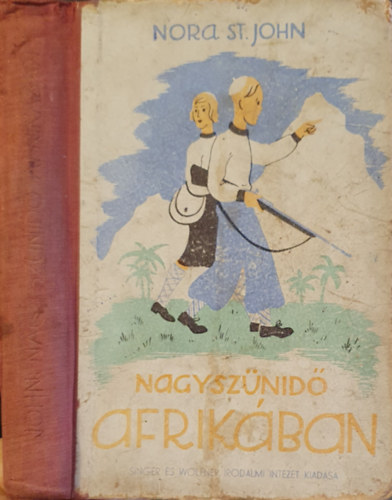 NORA ST. JOHN
NAGYSZÜNIDŐ
AFRIKÁBAN
SINGER ÉS WOLFNER IRODALMI INTÉZET KIADÁSA